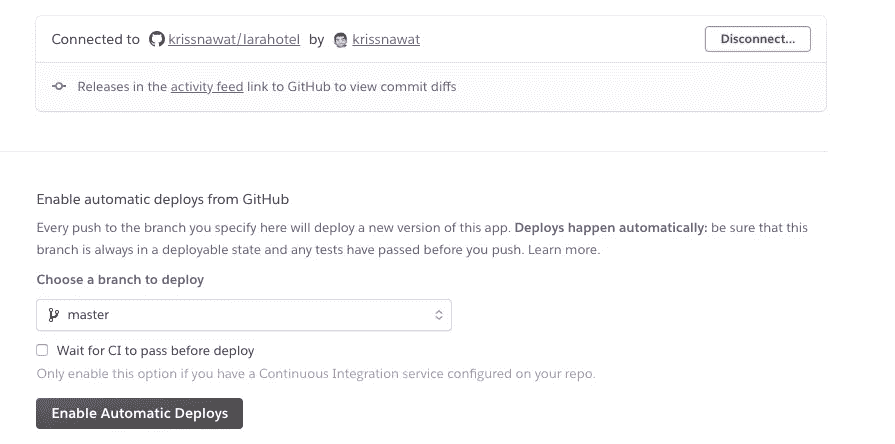 Connected to krissnawat/larahotel by krissnawat Disconnect...
Releases in the activity feed link to GitHub to view commit diffs
Enable automatic deploys from GitHub
Every push to the branch you specify here will deploy a new version of this app. Deploys happen automatically: be sure that this
branch is always in a deployable state and any tests have passed before you push. Learn more.
Choose a branch to deploy
master
Wait for CI to pass before deploy
Only enable this option if you have a Continuous Integration service configured on your repo.
Enable Automatic Deploys